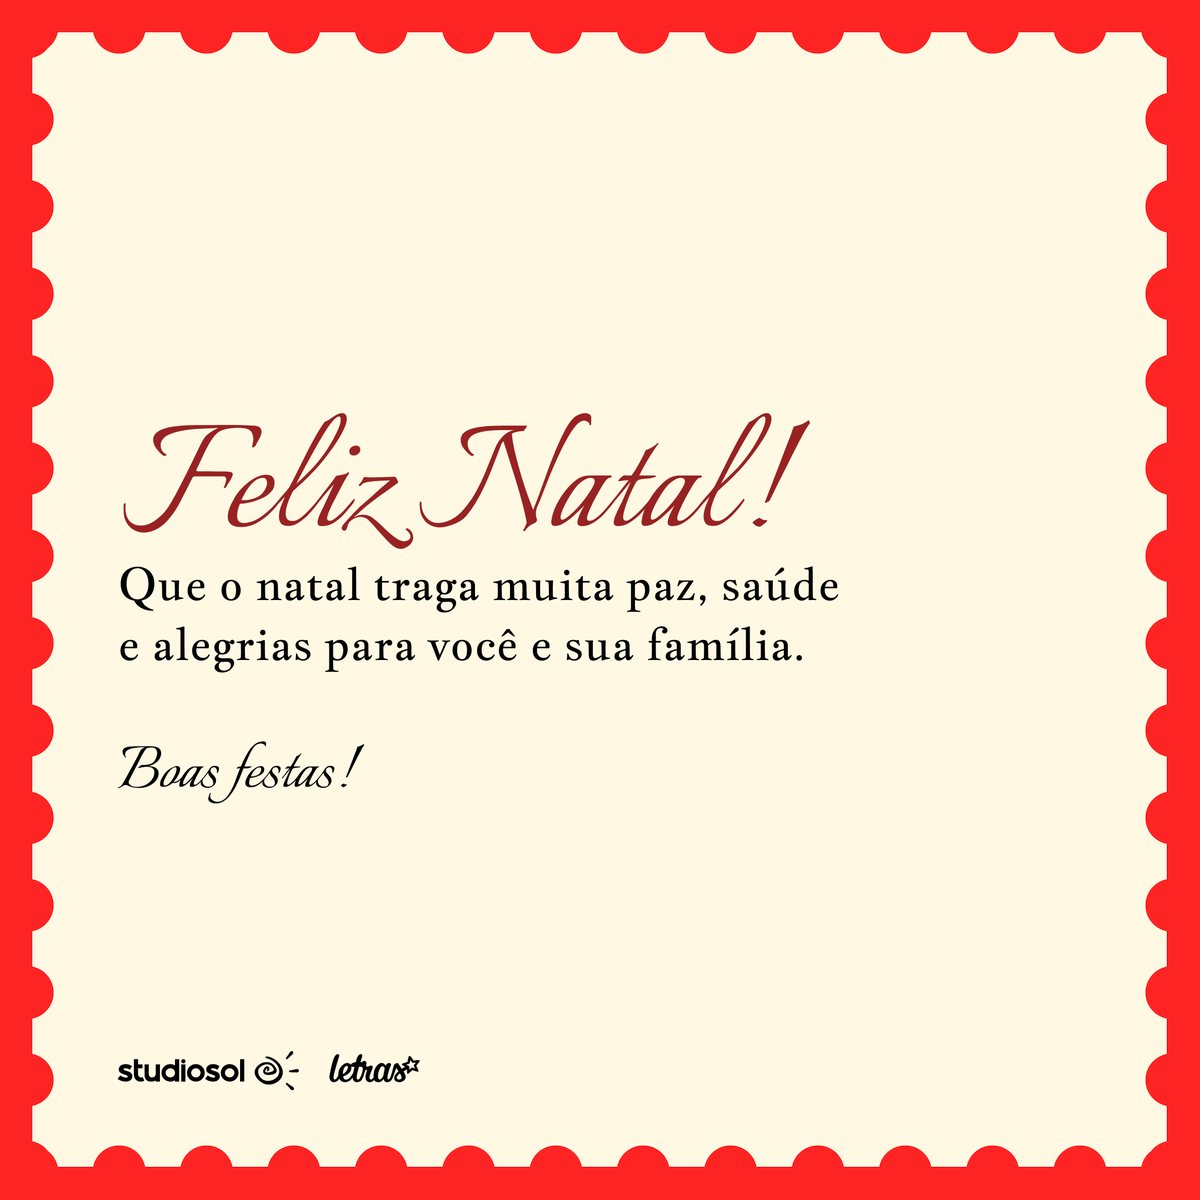 Feliz Natal!
Que o natal traga muita paz, saúde
e alegrias para você e sua família.
Boas festas!
studiosol letras